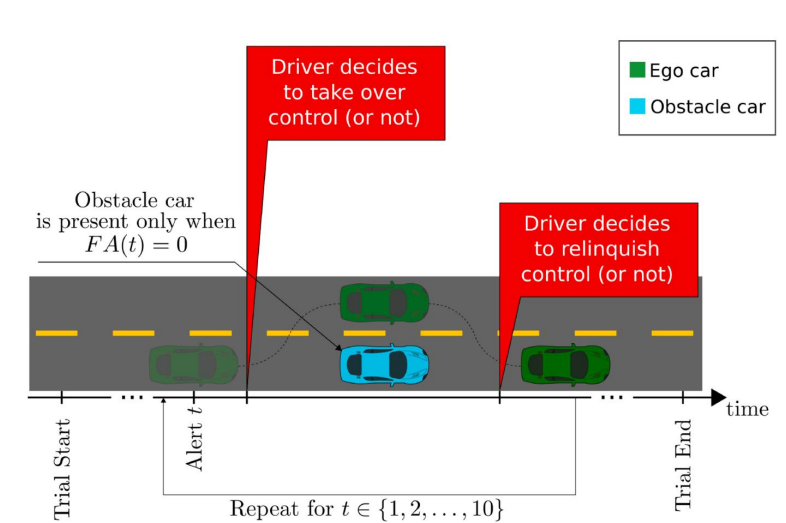 Driver decides
to take over
control (or not)
Ego car
Obstacle car
Obstacle car
is present only when
FA(t) = 0
Driver decides
to relinquish
control (or not)
time
Trial Start
...
Alert t
...
Trial End
Repeat for t ∈ {1, 2, . . . , 10}